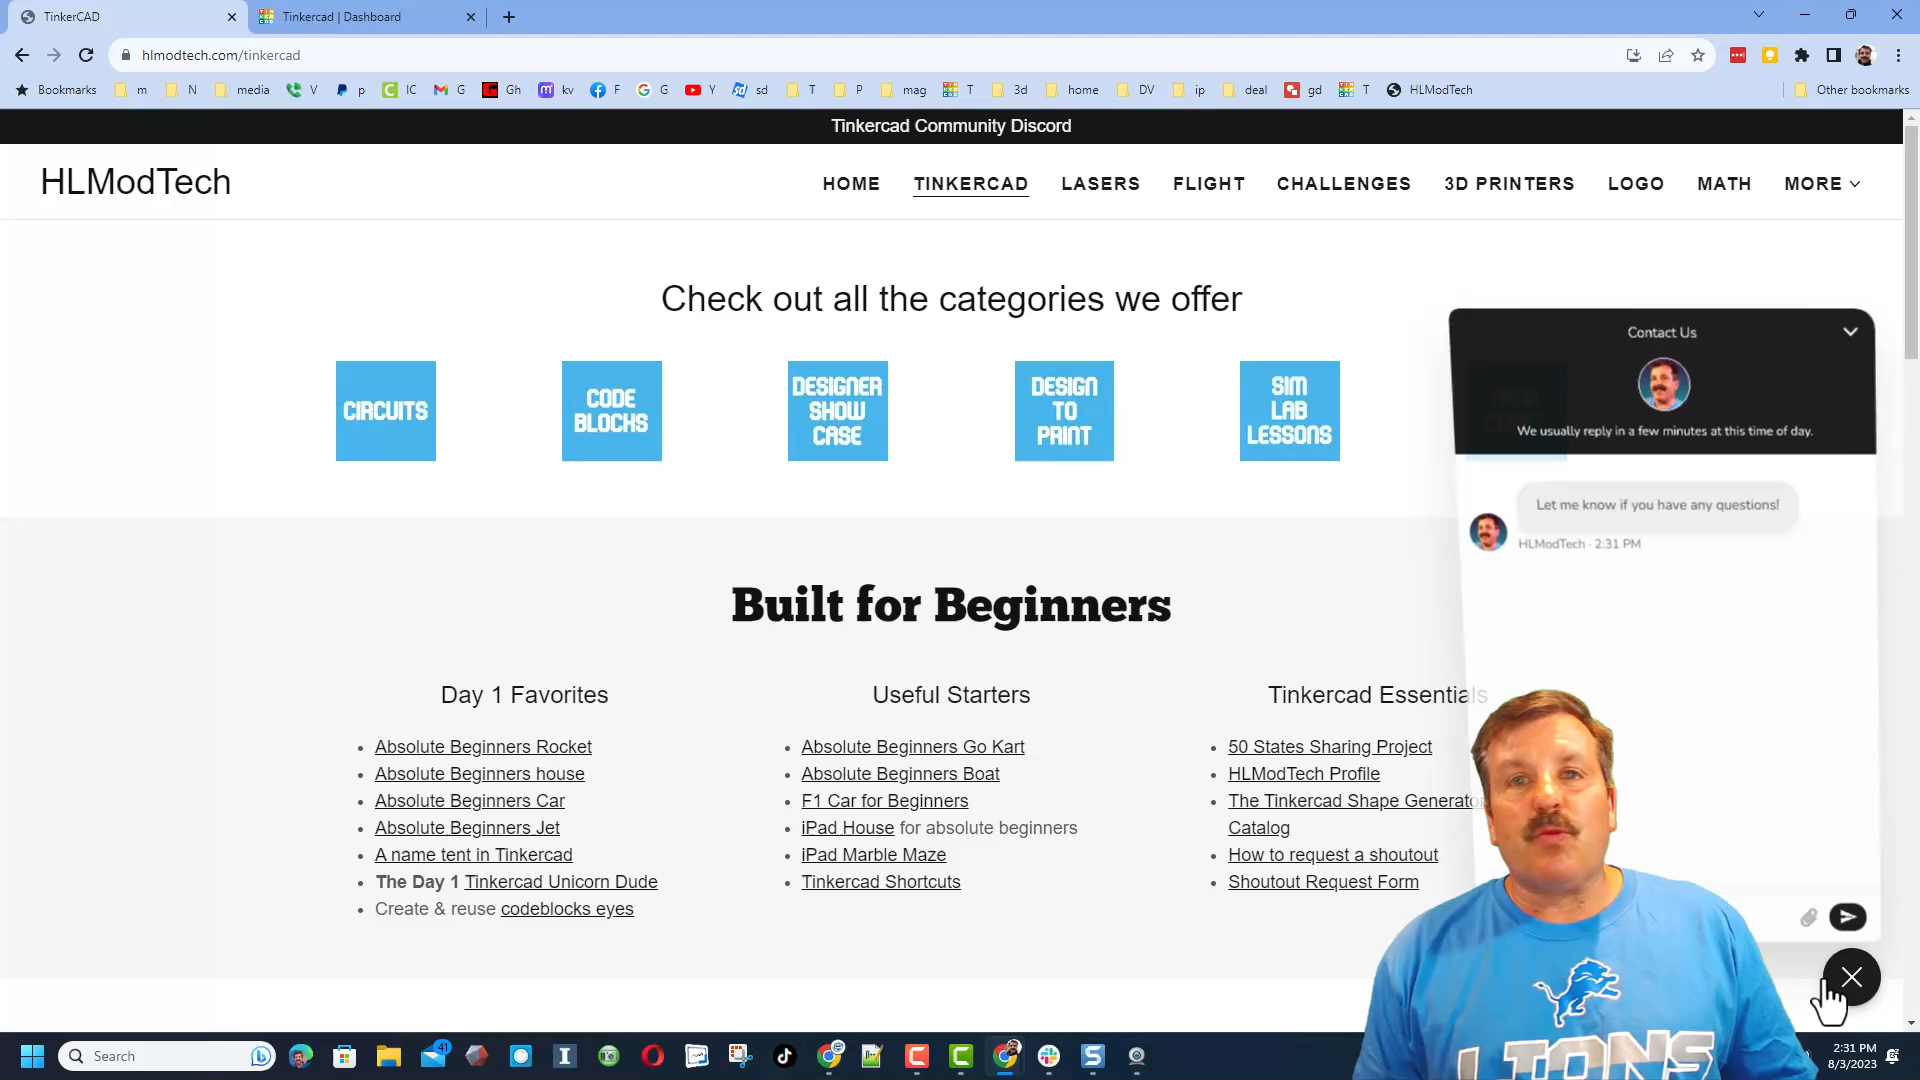 TinkerCAD
Tinkercad | Dashboard
hlmodtech.com/tinkercad
Bookmarks m N media V p IC G Gh kv F G Y sd T P mag T 3d home DV ip deal gd T HLModTech Other bookmarks
Tinkercad Community Discord
HLModTech
HOME TINKERCAD LASERS FLIGHT CHALLENGES 3D PRINTERS LOGO MATH MORE
Check out all the categories we offer
CIRCUITS
CODE
BLOCKS
DESIGNER
SHOW
CASE
DESIGN
TO
PRINT
SIM
LAB
LESSONS
Contact Us
We usually reply in a few minutes at this time of day.
Let me know if you have any questions!
HLModTech · 2:31 PM
Built for Beginners
Day 1 Favorites
Absolute Beginners Rocket
Absolute Beginners house
Absolute Beginners Car
Absolute Beginners Jet
A name tent in Tinkercad
The Day 1 Tinkercad Unicorn Dude
Create & reuse codeblocks eyes
Useful Starters
Absolute Beginners Go Kart
Absolute Beginners Boat
F1 Car for Beginners
iPad House for absolute beginners
iPad Marble Maze
Tinkercad Shortcuts
Tinkercad Essentials
50 States Sharing Project
HLModTech Profile
The Tinkercad Shape Generator
Catalog
How to request a shoutout
Shoutout Request Form
LIONS
Search
41
2:31 PM
8/3/2023